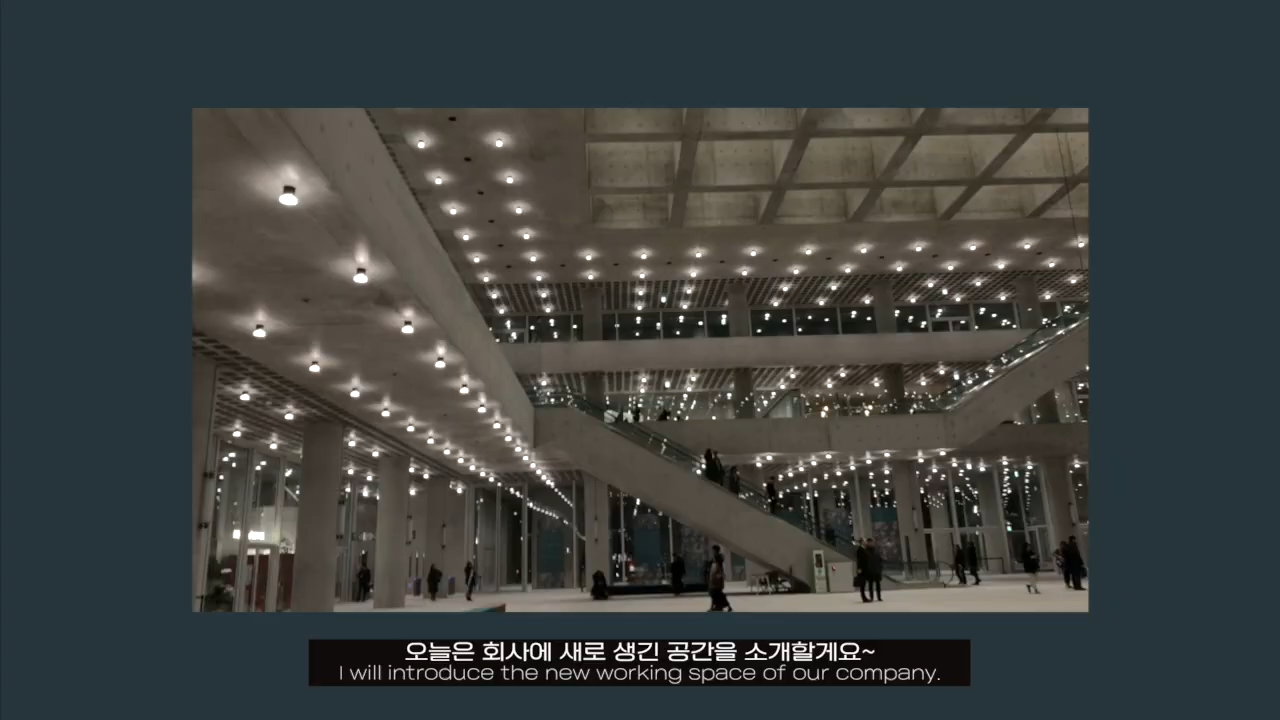 오늘은 회사에 새로 생긴 공간을 소개할게요~
I will introduce the new working space of our company.